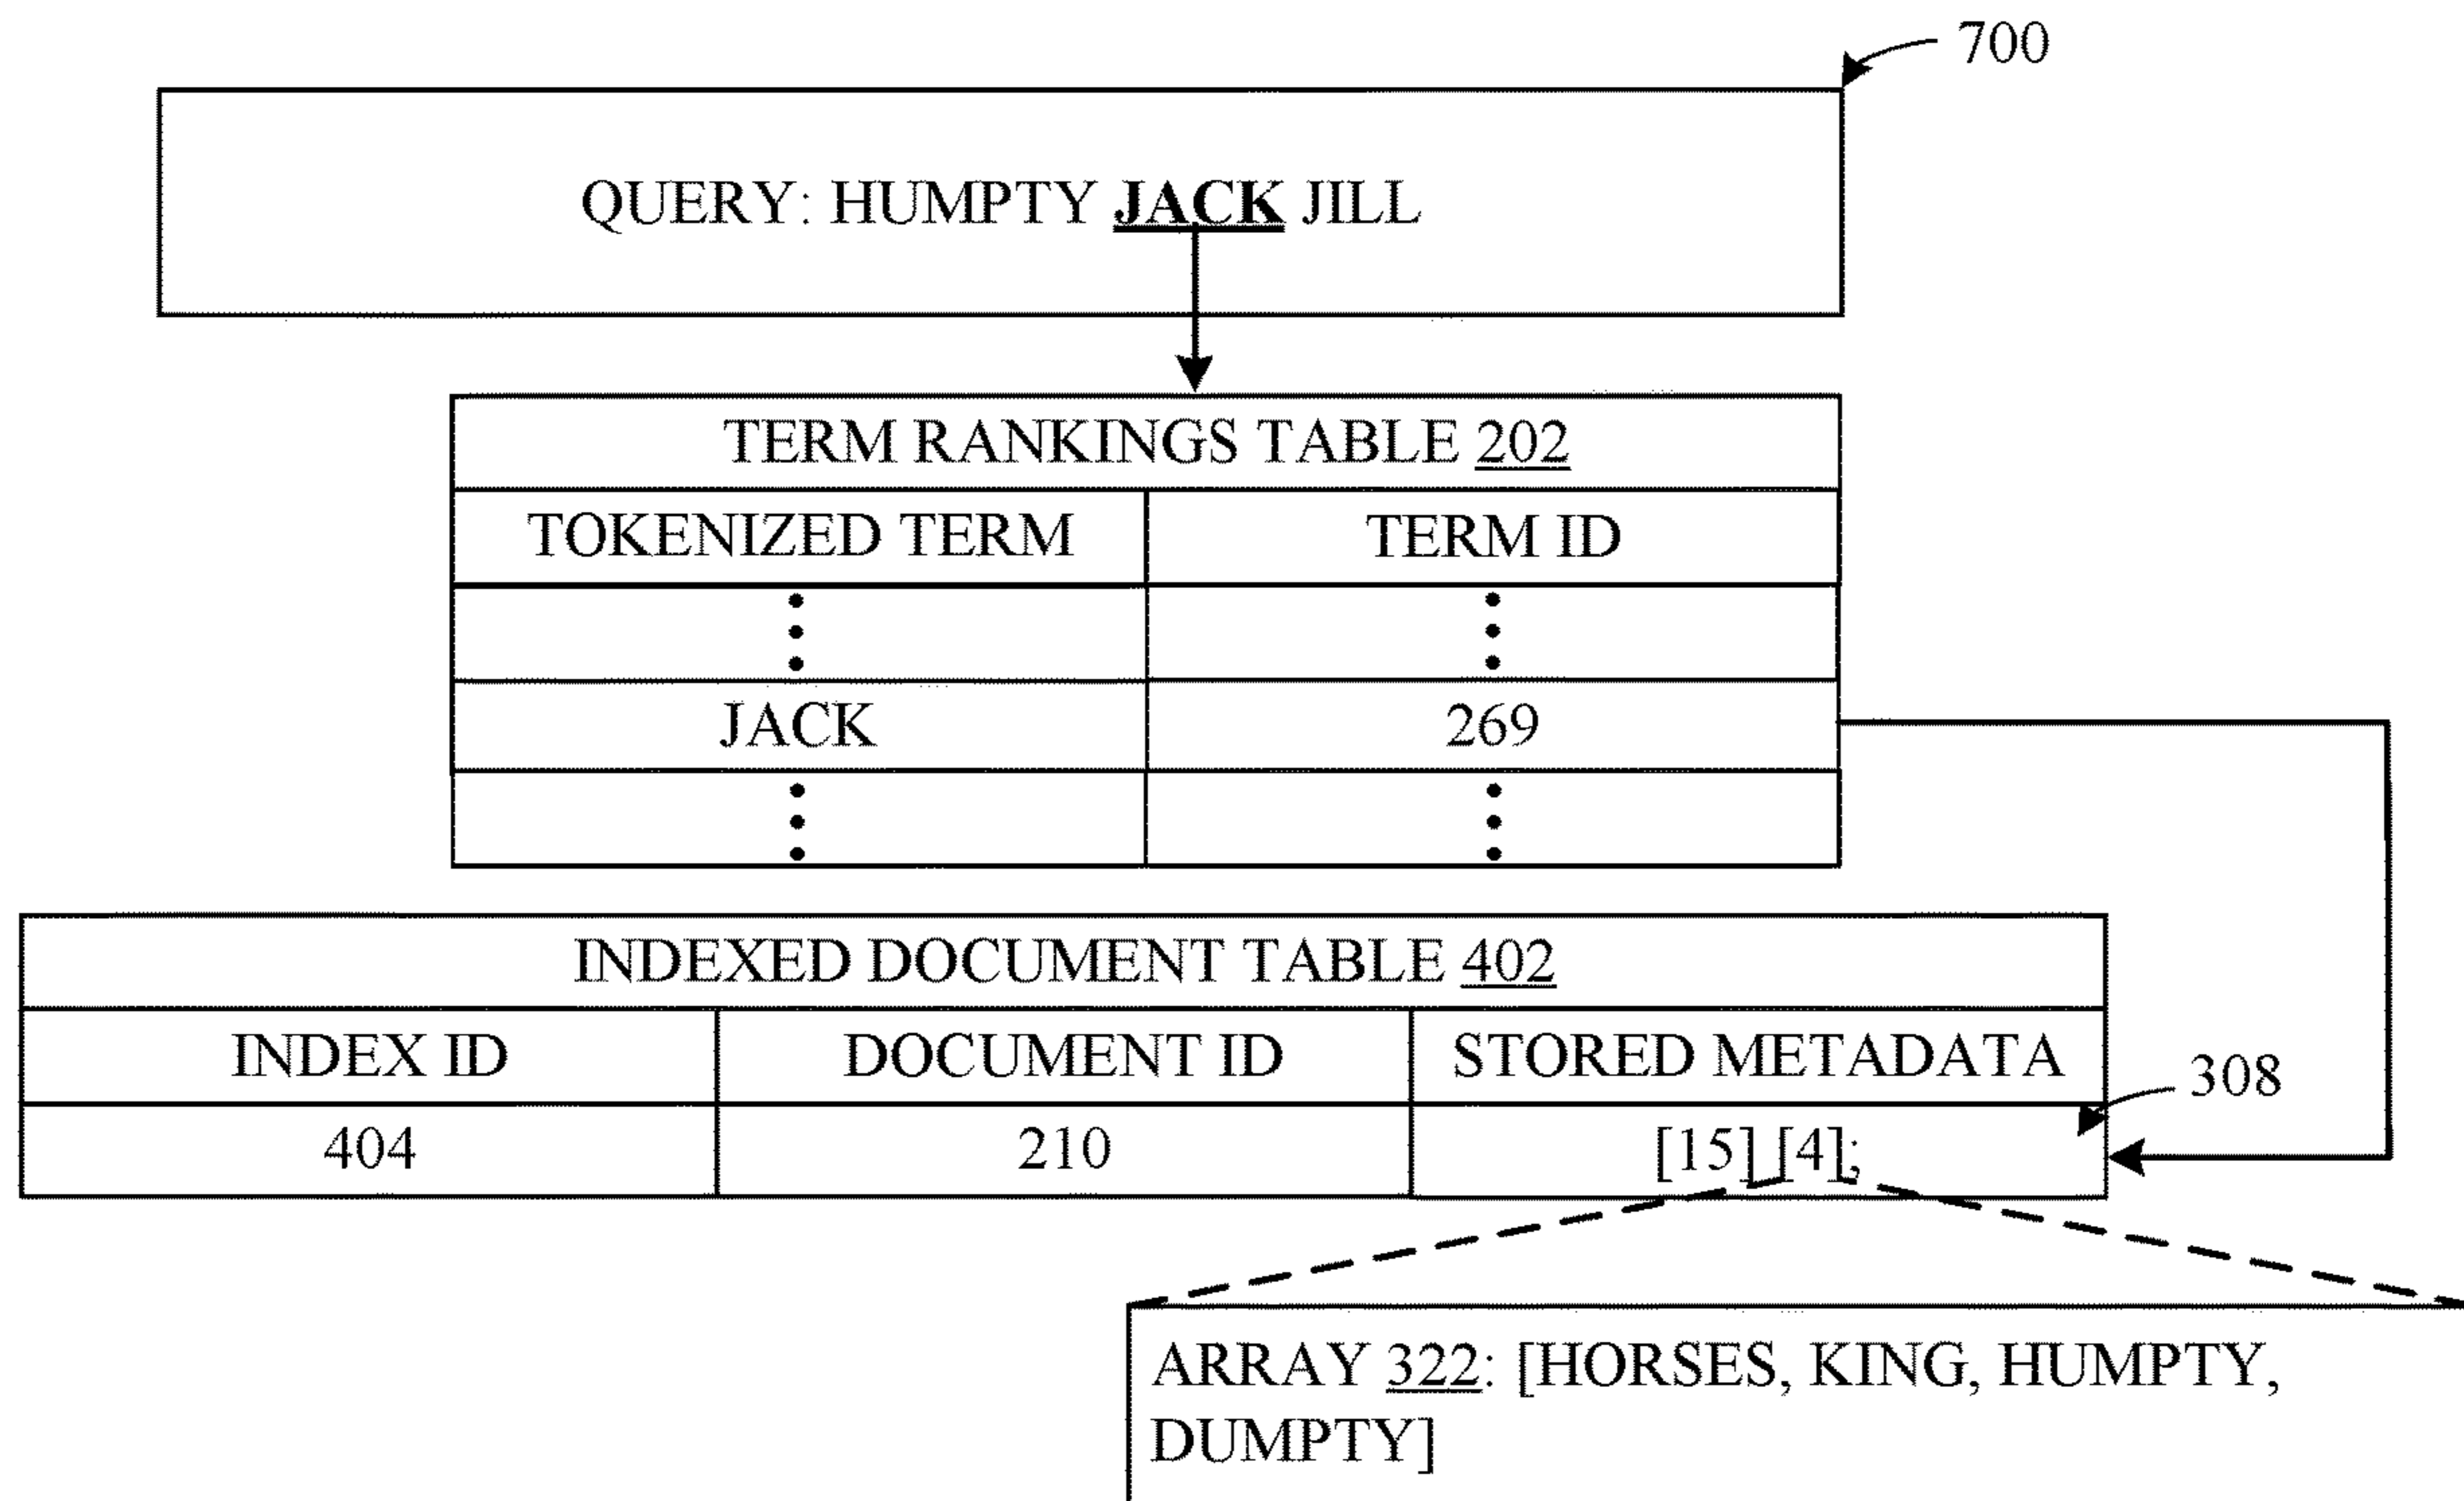 700
QUERY: HUMPTY JACK JILL
TERM RANKINGS TABLE 202
TOKENIZED TERM
TERM ID
JACK
269
INDEXED DOCUMENT TABLE 402
INDEX ID
DOCUMENT ID
STORED METADATA
308
404
210
[15] [4];
ARRAY 322: [HORSES, KING, HUMPTY,
DUMPTY]